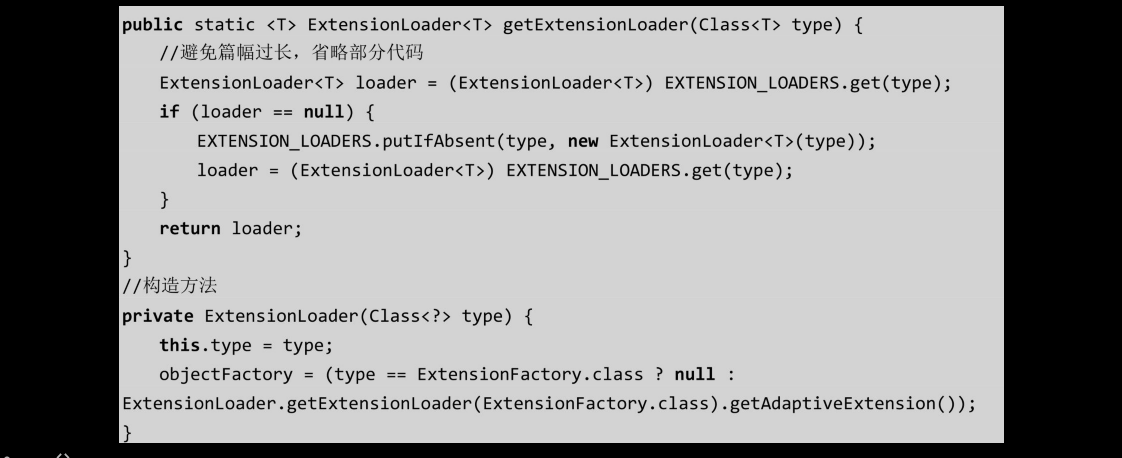 public static <T> ExtensionLoader<T> getExtensionLoader(Class<T> type) {
//避免篇幅过长，省略部分代码
ExtensionLoader<T> loader = (ExtensionLoader<T>) EXTENSION_LOADERS.get(type);
if (loader == null) {
EXTENSION_LOADERS.putIfAbsent(type, new ExtensionLoader<T>(type));
loader = (ExtensionLoader<T>) EXTENSION_LOADERS.get(type);
}
return loader;
}
//构造方法
private ExtensionLoader(Class<?> type) {
this.type = type;
objectFactory = (type == ExtensionFactory.class ? null :
ExtensionLoader.getExtensionLoader(ExtensionFactory.class).getAdaptiveExtension());
}